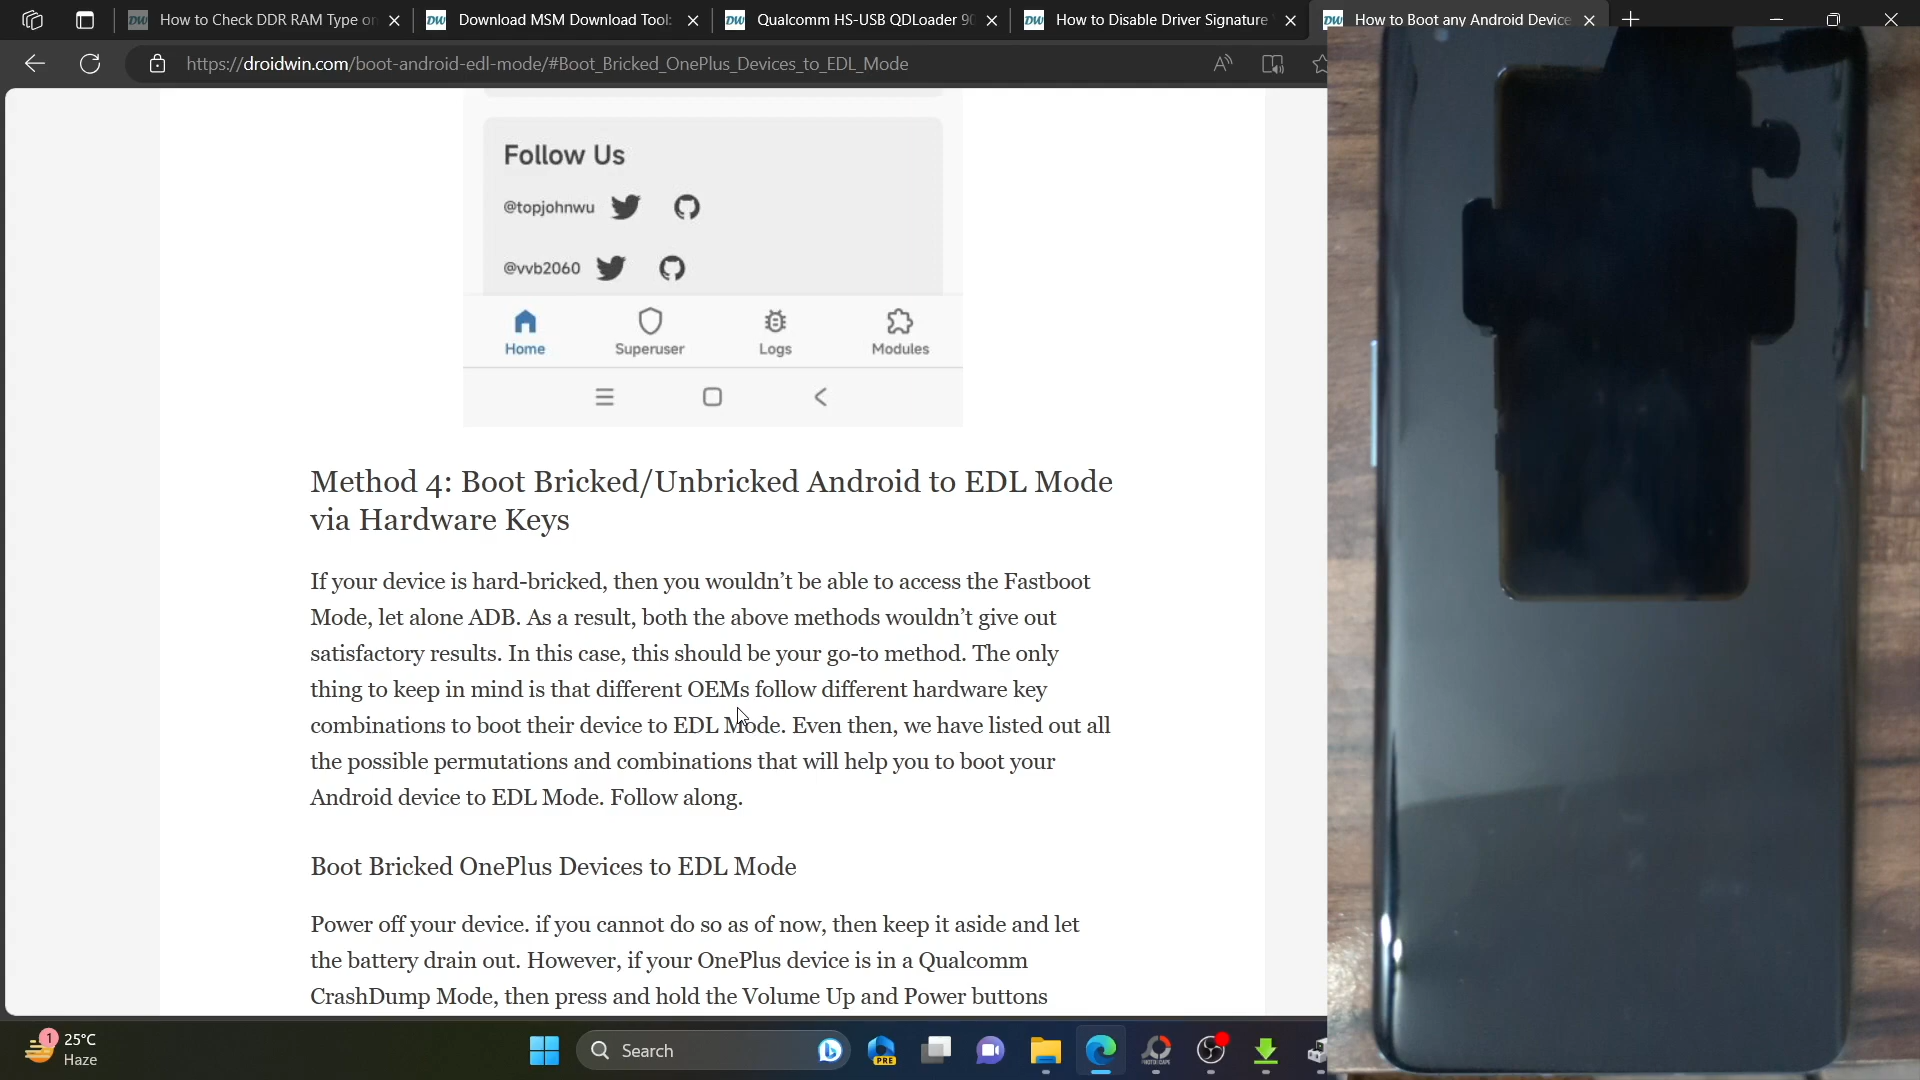 How to Check DDR RAM Type or
Download MSM Download Tool:
Qualcomm HS-USB QDLoader 90
How to Disable Driver Signature
How to Boot any Android Device
https://droidwin.com/boot-android-edl-mode/#Boot_Bricked_OnePlus_Devices_to_EDL_Mode
Follow Us
@topjohnwu
@vvb2060
Home Superuser Logs Modules
Method 4: Boot Bricked/Unbricked Android to EDL Mode
via Hardware Keys
If your device is hard-bricked, then you wouldn’t be able to access the Fastboot
Mode, let alone ADB. As a result, both the above methods wouldn’t give out
satisfactory results. In this case, this should be your go-to method. The only
thing to keep in mind is that different OEMs follow different hardware key
combinations to boot their device to EDL Mode. Even then, we have listed out all
the possible permutations and combinations that will help you to boot your
Android device to EDL Mode. Follow along.
Boot Bricked OnePlus Devices to EDL Mode
Power off your device. if you cannot do so as of now, then keep it aside and let
the battery drain out. However, if your OnePlus device is in a Qualcomm
CrashDump Mode, then press and hold the Volume Up and Power buttons
1 25°C
Haze
Search
PRE